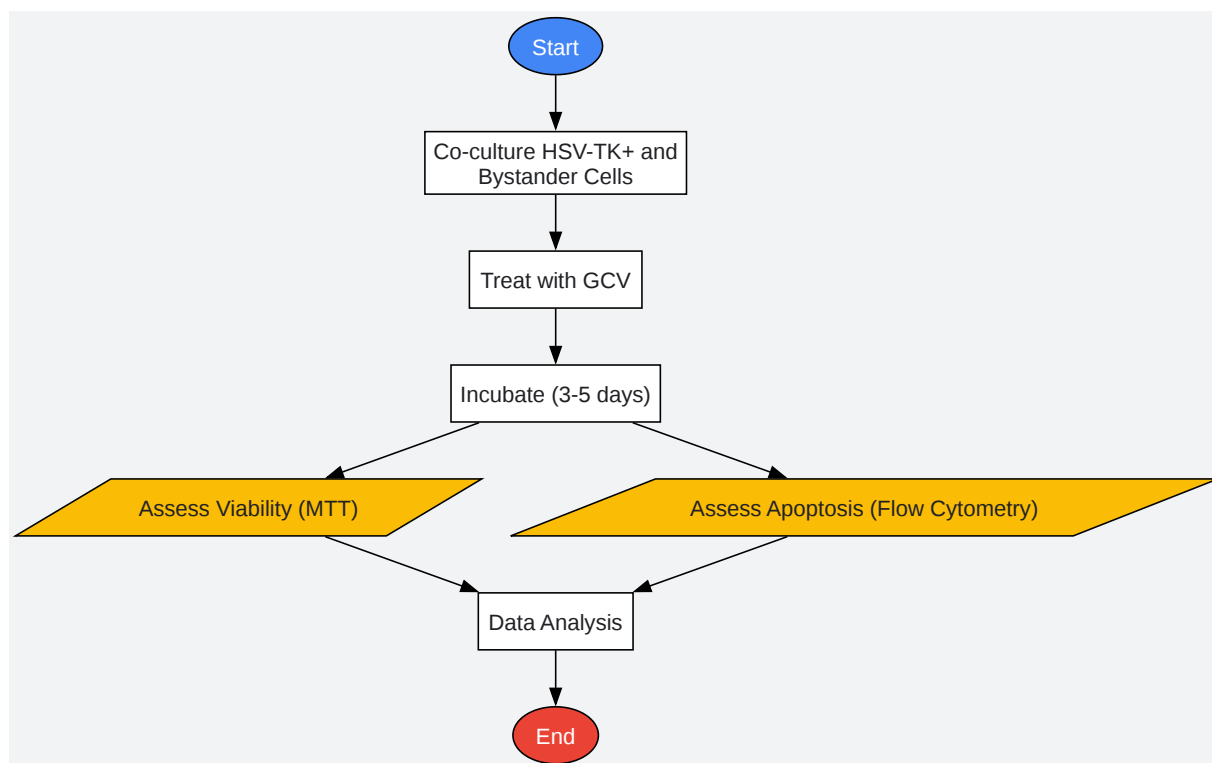 Start
Co-culture HSV-TK+ and
Bystander Cells
Treat with GCV
Incubate (3-5 days)
Assess Viability (MTT)
Assess Apoptosis (Flow Cytometry)
Data Analysis
End